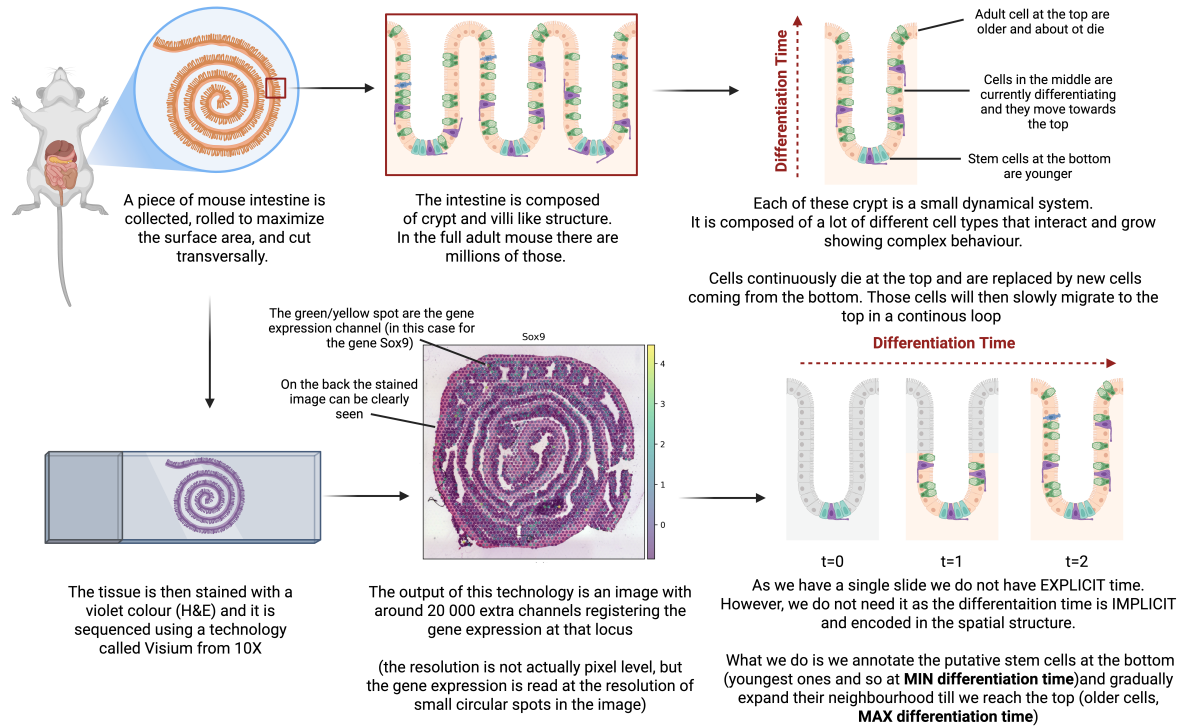 Adult cell at the top are
older and about ot die
Cells in the middle are
currently differentiating
and they move towards
the top
Stem cells at the bottom
are younger
Differentiation Time
A piece of mouse intestine is
collected, rolled to maximize
the surface area, and cut
transversally.
The intestine is composed
of crypt and villi like structure.
In the full adult mouse there are
millions of those.
Each of these crypt is a small dynamical system.
It is composed of a lot of different cell types that interact and grow
showing complex behaviour.
Cells continuously die at the top and are replaced by new cells
coming from the bottom. Those cells will then slowly migrate to the
top in a continous loop
The green/yellow spot are the gene
expression channel (in this case for
the gene Sox9)
On the back the stained
image can be clearly
seen
Sox9
4
3
2
1
0
Differentiation Time
t=0
t=1
t=2
The tissue is then stained with a
violet colour (H&E) and it is
sequenced using a technology
called Visium from 10X
The output of this technology is an image with
around 20 000 extra channels registering the
gene expression at that locus
(the resolution is not actually pixel level, but
the gene expression is read at the resolution of
small circular spots in the image)
As we have a single slide we do not have EXPLICIT time.
However, we do not need it as the differentaition time is IMPLICIT
and encoded in the spatial structure.
What we do is we annotate the putative stem cells at the bottom
(youngest ones and so at MIN differentiation time)and gradually
expand their neighbourhood till we reach the top (older cells,
MAX differentiation time)